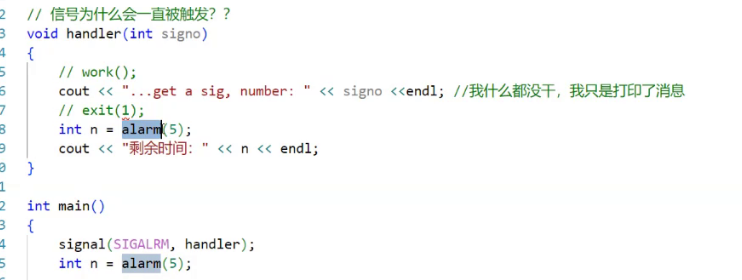 2 // 信号为什么会一直被触发？？
3 void handler(int signo)
4 {
5 // work();
6 cout << "...get a sig, number: " << signo <<endl; //我什么都没干，我只是打印了消息
7 // exit(1);
8 int n = alarm(5);
9 cout << "剩余时间：" << n << endl;
0 }
1
2 int main()
3 {
4 signal(SIGALRM, handler);
5 int n = alarm(5);